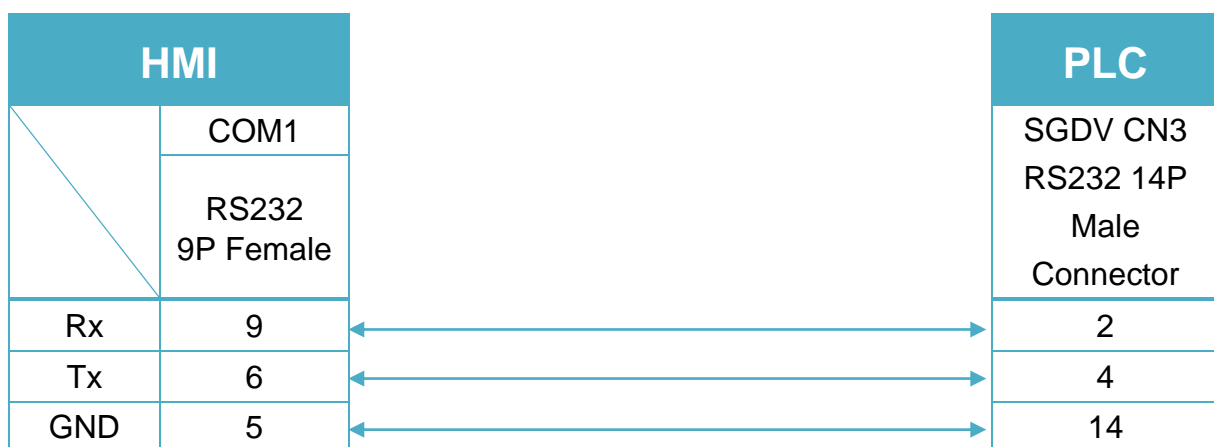 HMI PLC
COM1
RS232
9P Female
SGDV CN3
RS232 14P
Male
Connector
Rx 9 2
Tx 6 4
GND 5 14